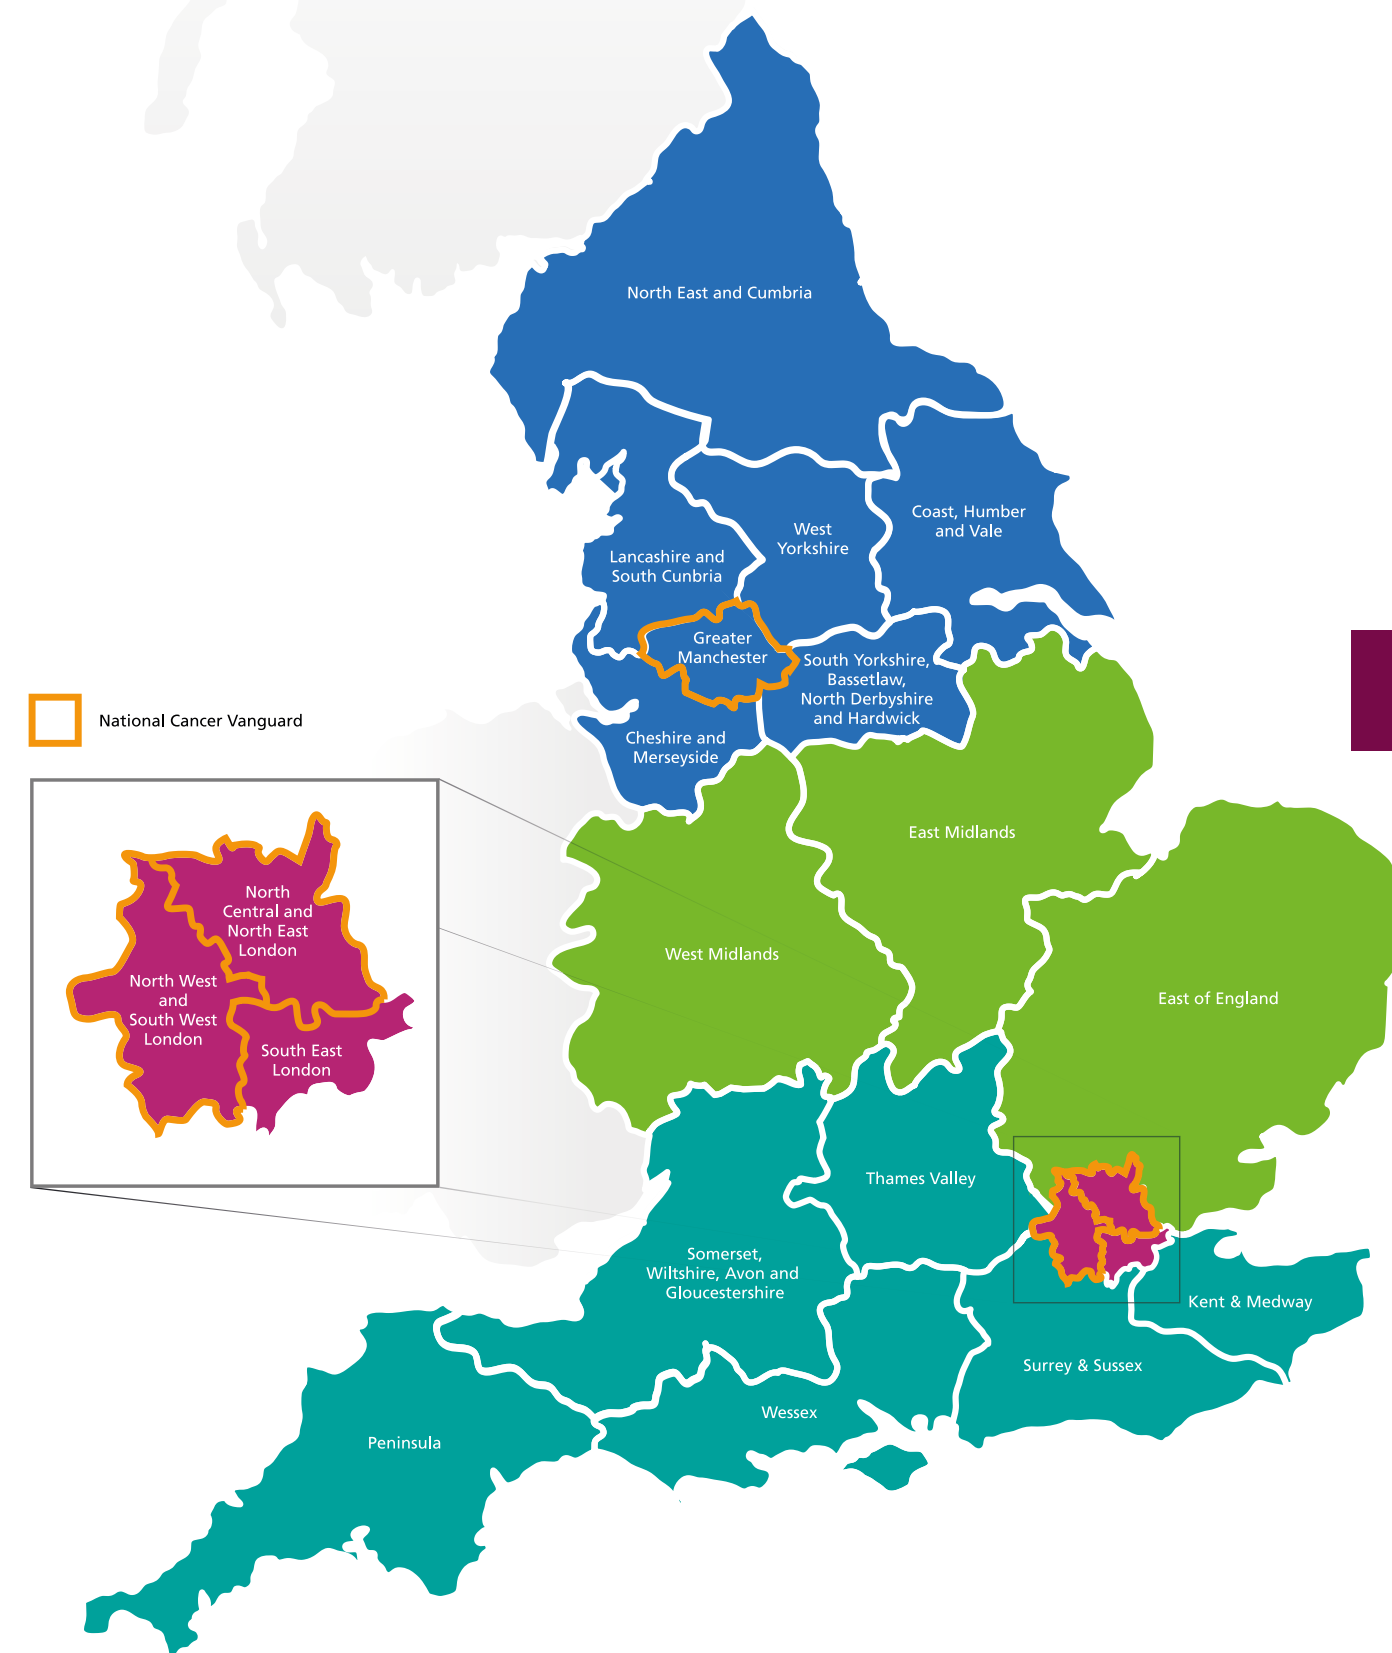 North East and Cumbria
Coast, Humber
and Vale
West
Yorkshire
Lancashire and
South Cunbria
Greater
Manchester
South Yorkshire,
Bassetlaw,
North Derbyshire
and Hardwick
Cheshire and
Merseyside
National Cancer Vanguard
East Midlands
West Midlands
East of England
North
Central and
North East
London
North West
and
South West
London
South East
London
Thames Valley
Somerset,
Wiltshire, Avon and
Gloucestershire
Kent & Medway
Surrey & Sussex
Wessex
Peninsula